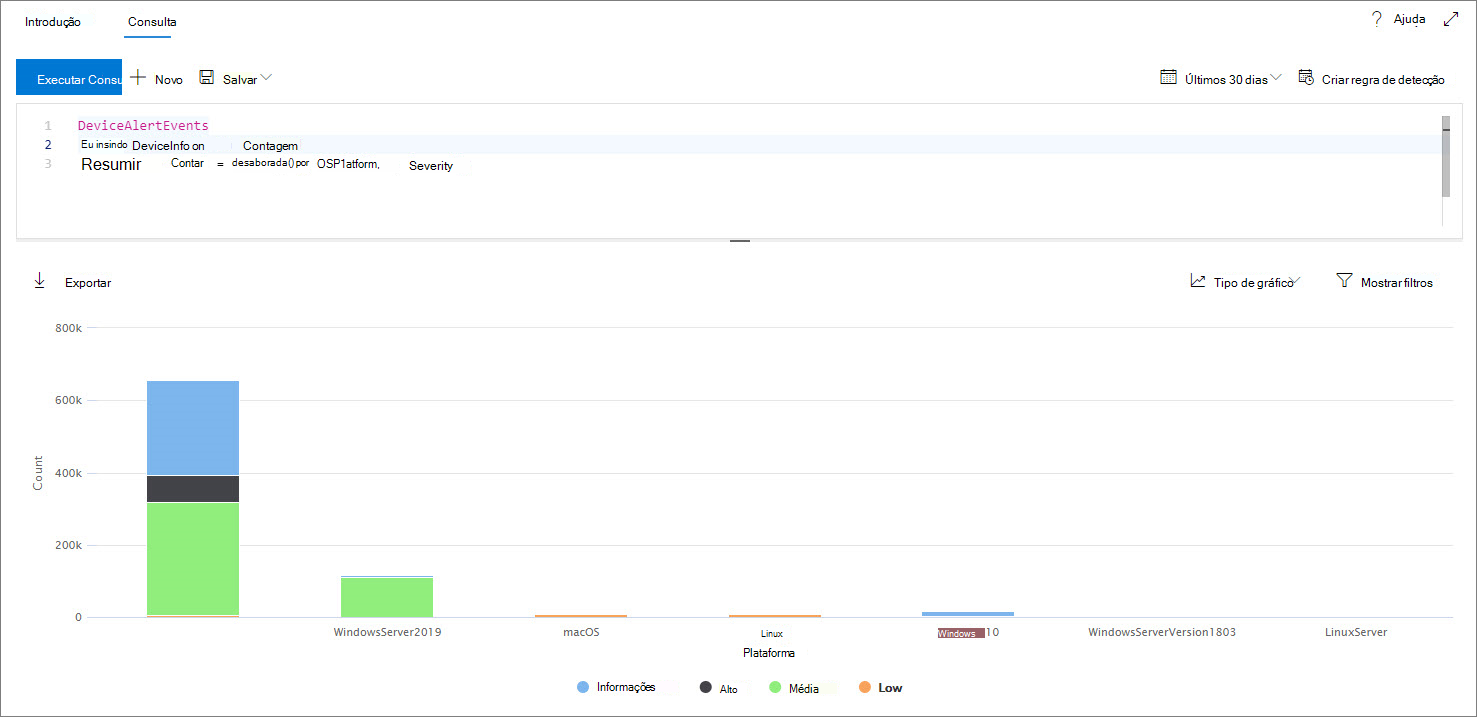 Introdução Consulta Ajuda
Executar Consu Novo Salvar Últimos 30 dias Criar regra de detecção
1 DeviceAlertEvents
2 Eu insindo DeviceInfo on Contagem
3 Resumir Contar = desaborada() por OSP1atform, Severity
Exportar Tipo de gráfico Mostrar filtros
800k
600k
400k
200k
0
Count
WindowsServer2019 macOS Linux Windows 10 WindowsServerVersion1803 LinuxServer
Plataforma
Informações Alto Média Low